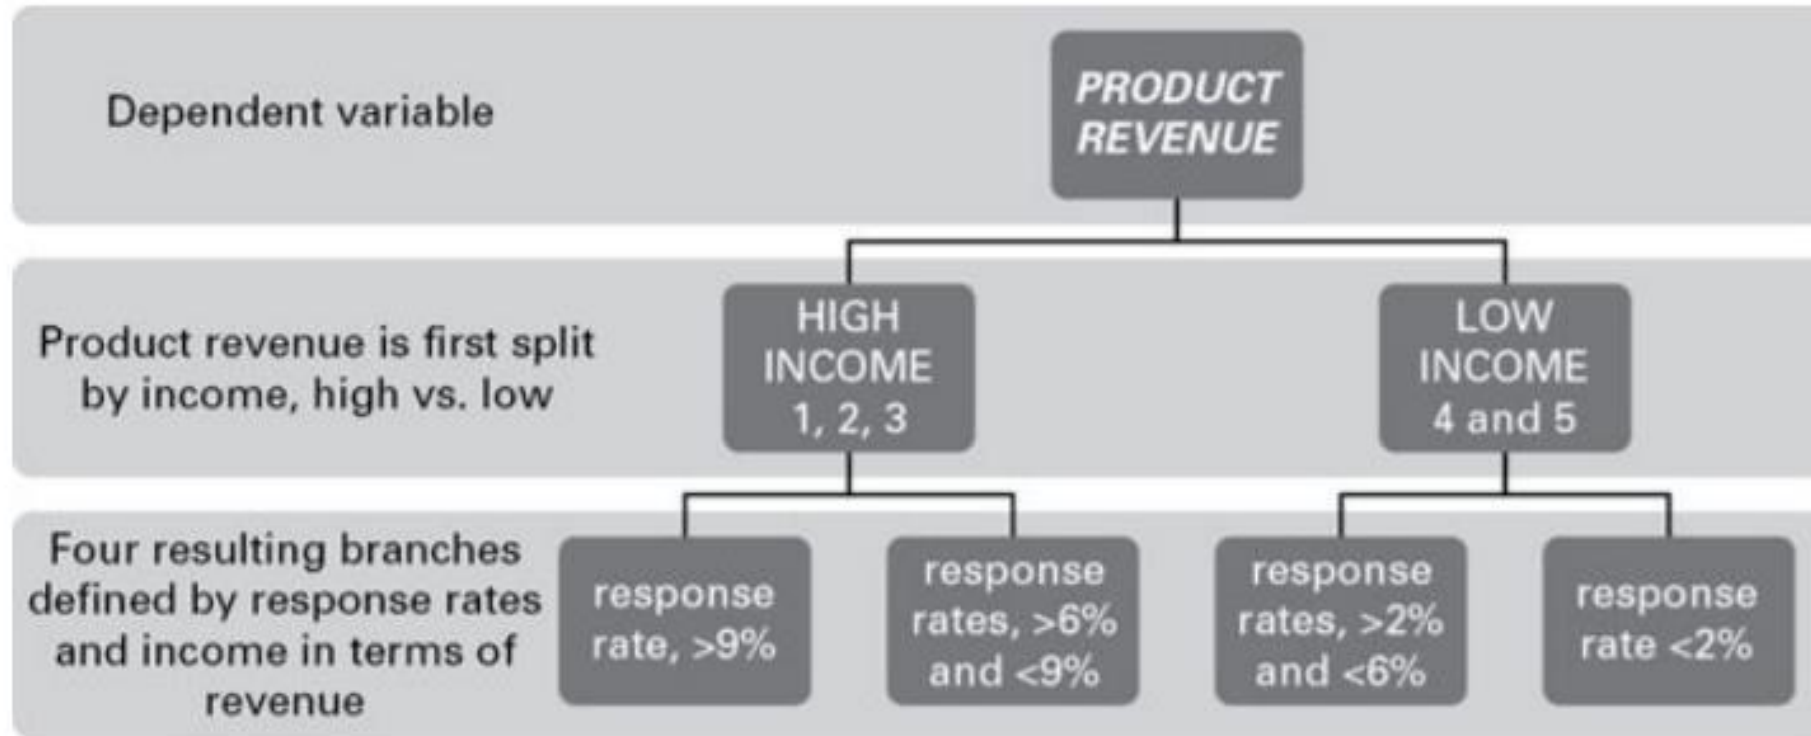 Dependent variable
PRODUCT
REVENUE
Product revenue is first split
by income, high vs. low
HIGH
INCOME
1, 2, 3
LOW
INCOME
4 and 5
Four resulting branches
defined by response rates
and income in terms of
revenue
response
rate, >9%
response
rates, >6%
and <9%
response
rates, >2%
and <6%
response
rate <2%